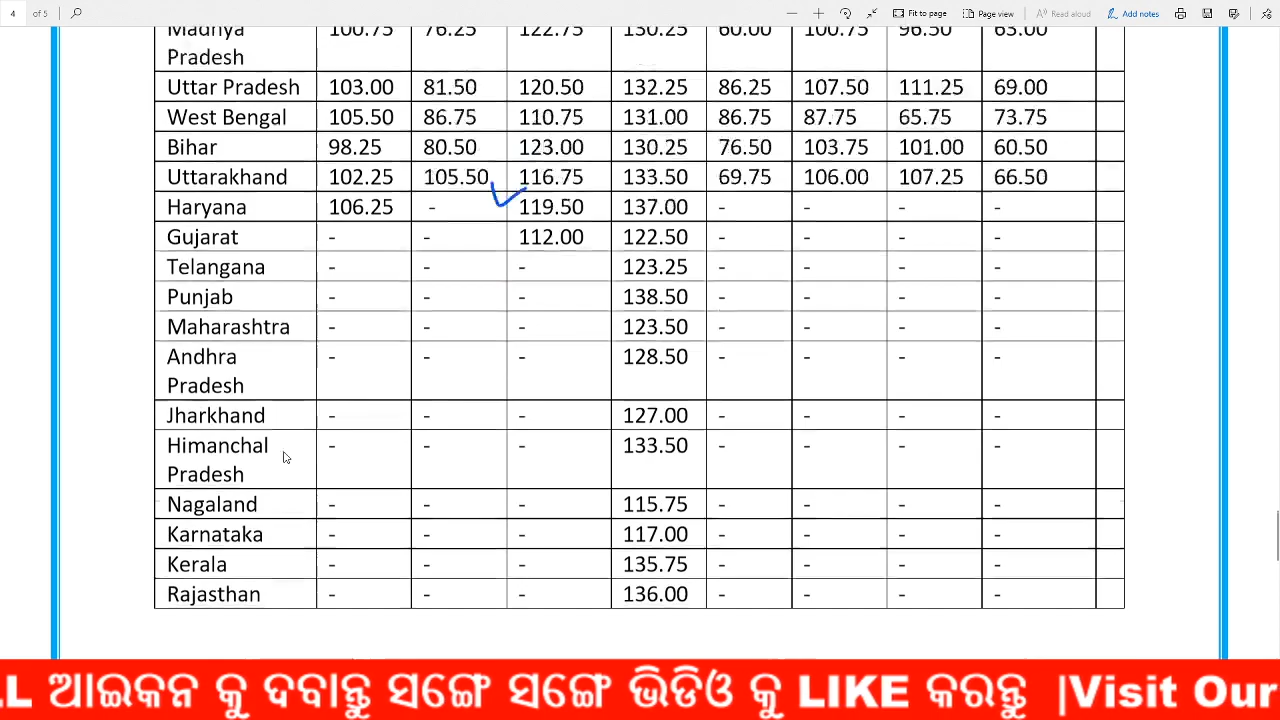 4 of 5 Fit to page Page view Read aloud Add notes
Madhya Pradesh 100.75 76.25 122.75 130.25 60.00 100.75 96.50 63.00
Uttar Pradesh 103.00 81.50 120.50 132.25 86.25 107.50 111.25 69.00
West Bengal 105.50 86.75 110.75 131.00 86.75 87.75 65.75 73.75
Bihar 98.25 80.50 123.00 130.25 76.50 103.75 101.00 60.50
Uttarakhand 102.25 105.50 116.75 133.50 69.75 106.00 107.25 66.50
Haryana 106.25 - 119.50 137.00 - - - -
Gujarat - - 112.00 122.50 - - - -
Telangana - - - 123.25 - - - -
Punjab - - - 138.50 - - - -
Maharashtra - - - 123.50 - - - -
Andhra Pradesh - - - 128.50 - - - -
Jharkhand - - - 127.00 - - - -
Himanchal Pradesh - - - 133.50 - - - -
Nagaland - - - 115.75 - - - -
Karnataka - - - 117.00 - - - -
Kerala - - - 135.75 - - - -
Rajasthan - - - 136.00 - - - -
LL ଆଇକନ କୁ ଦବାନ୍ତୁ ସଙ୍ଗେ ସଙ୍ଗେ ଭିଡିଓ କୁ LIKE କରନ୍ତୁ |Visit Our